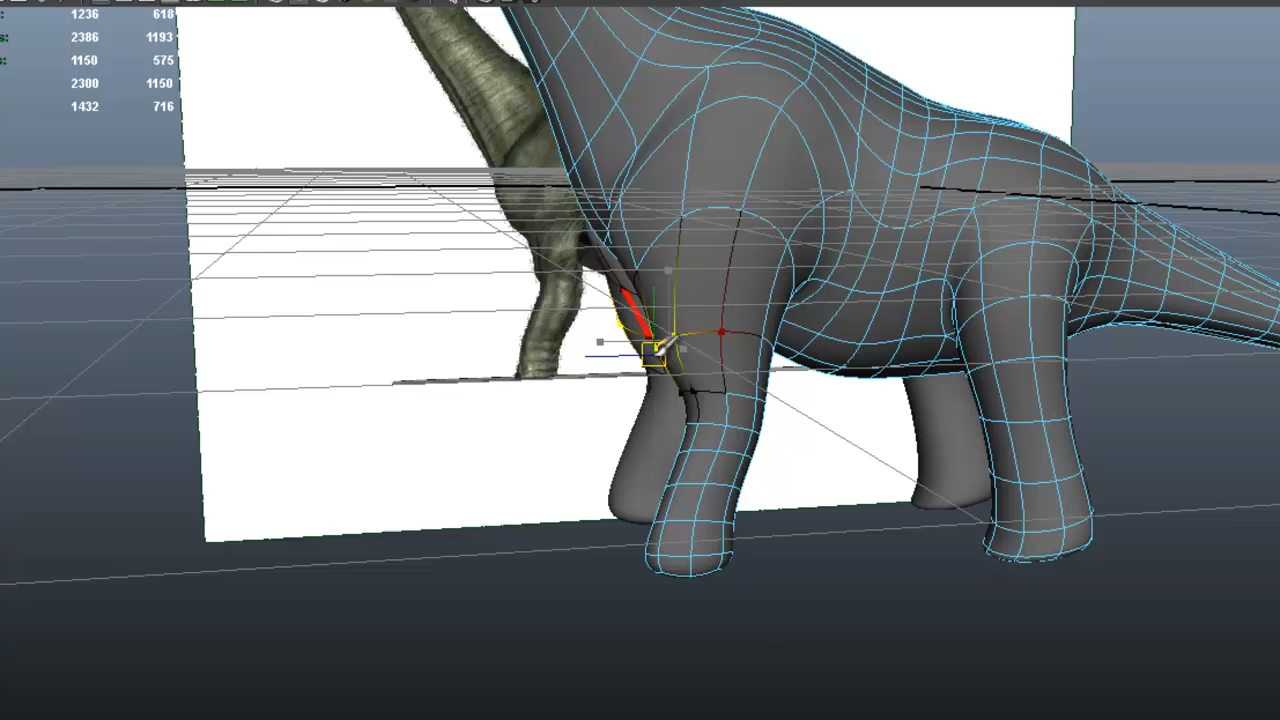 : 1236 618
s: 2386 1193
s: 1150 575
2300 1150
1432 716